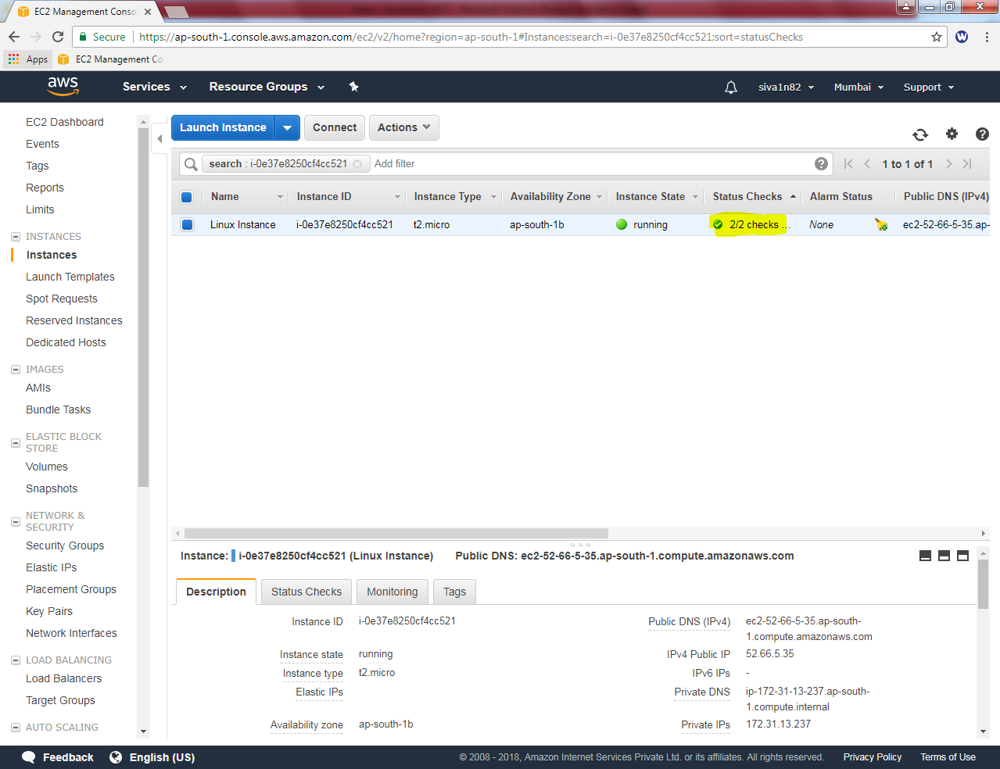 EC2 Management Conso
Secure
https://ap-south-1.console.aws.amazon.com/ec2/v2/home?region=ap-south-1#Instances:search=i-0e37e8250cf4cc521;sort=statusChecks
W
Apps
EC2 Management Co
aws
Services
Resource Groups
siva1n82
Mumbai
Support
EC2 Dashboard
Events
Tags
Reports
Limits
INSTANCES
Instances
Launch Templates
Spot Requests
Reserved Instances
Dedicated Hosts
IMAGES
AMIs
Bundle Tasks
ELASTIC BLOCK
STORE
Volumes
Snapshots
NETWORK &
SECURITY
Security Groups
Elastic IPs
Placement Groups
Key Pairs
Network Interfaces
LOAD BALANCING
Load Balancers
Target Groups
AUTO SCALING
Launch Instance
Connect
Actions
search : i-0e37e8250cf4cc521
Add filter
1 to 1 of 1
Name Instance ID Instance Type Availability Zone Instance State Status Checks Alarm Status Public DNS (IPv4)
Linux Instance i-0e37e8250cf4cc521 t2.micro ap-south-1b running 2/2 checks ... None ec2-52-66-5-35.ap-
Instance: i-0e37e8250cf4cc521 (Linux Instance) Public DNS: ec2-52-66-5-35.ap-south-1.compute.amazonaws.com
Description Status Checks Monitoring Tags
Instance ID i-0e37e8250cf4cc521
Instance state running
Instance type t2.micro
Elastic IPs
Availability zone ap-south-1b
Public DNS (IPv4) ec2-52-66-5-35.ap-south-
1.compute.amazonaws.com
IPv4 Public IP 52.66.5.35
IPv6 IPs -
Private DNS ip-172-31-13-237.ap-south-
1.compute.internal
Private IPs 172.31.13.237
Feedback
English (US)
© 2008 - 2018, Amazon Internet Services Private Ltd. or its affiliates. All rights reserved.
Privacy Policy
Terms of Use